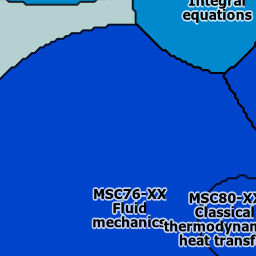 Integral
equations
MSC76-XX
Fluid
mechanics
MSC80-XX
Classical
thermodynam
heat transf